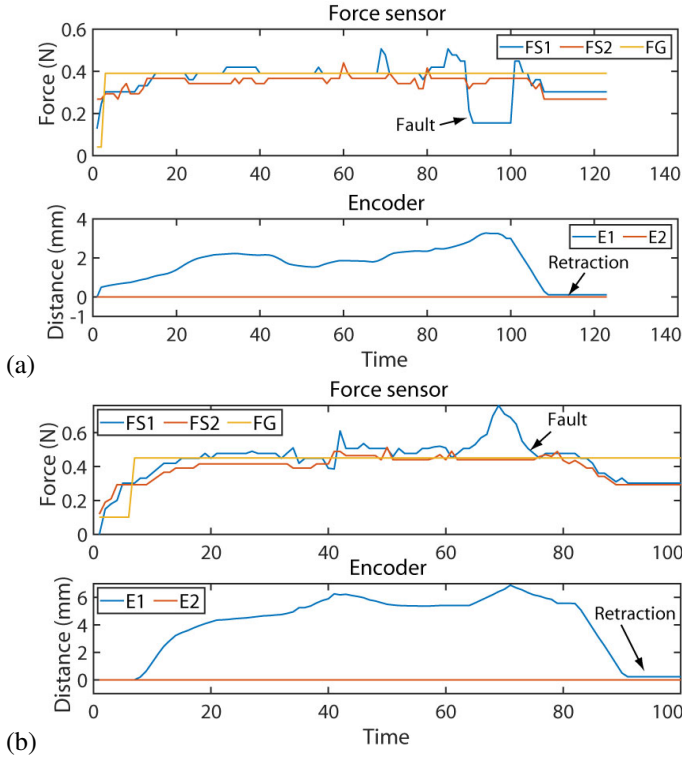 Force sensor
Force (N)
0.6
0.4
0.2
0
FS1 FS2 FG
Fault
0 20 40 60 80 100 120 140
Encoder
Distance (mm)
4
2
0
-1
E1 E2
Retraction
0 20 40 60 80 100 120 140
Time
(a)
Force sensor
Force (N)
0.6
0.4
0.2
0
FS1 FS2 FG
Fault
0 20 40 60 80 100
Encoder
Distance (mm)
6
4
2
0
E1 E2
Retraction
0 20 40 60 80 100
Time
(b)